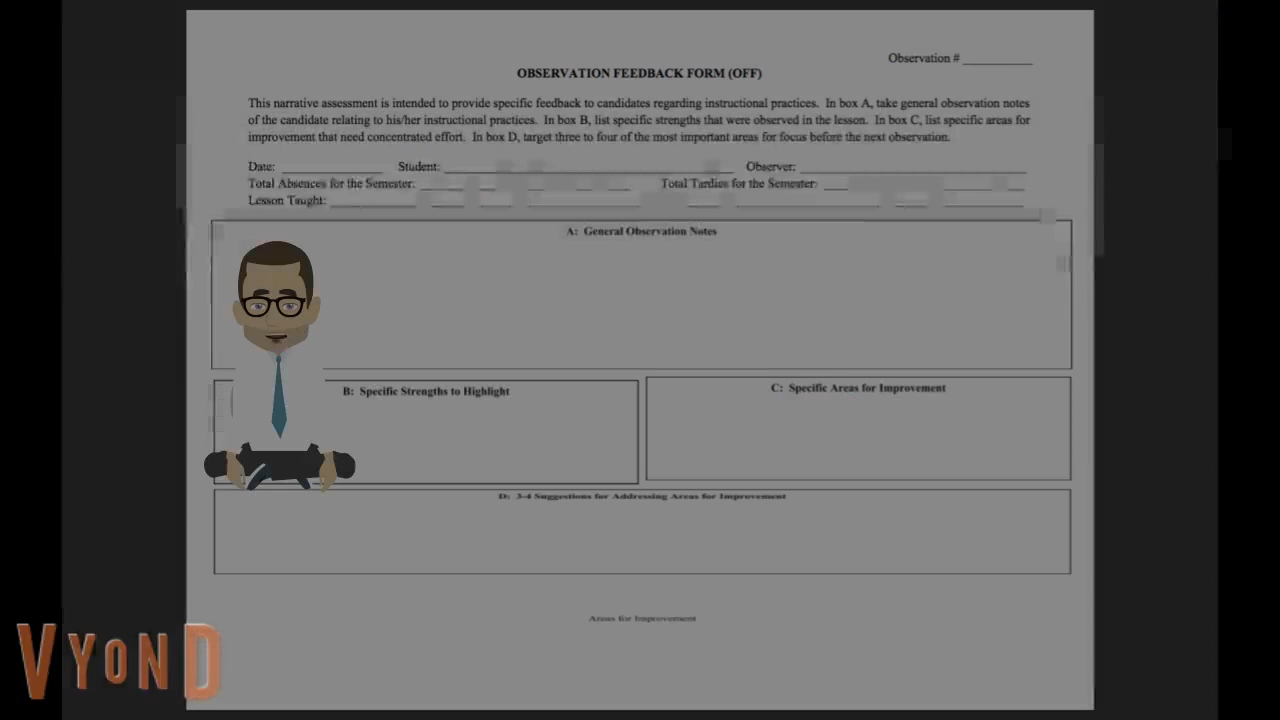 Observation # ___________
OBSERVATION FEEDBACK FORM (OFF)
This narrative assessment is intended to provide specific feedback to candidates regarding instructional practices. In box A, take general observation notes
of the candidate relating to his/her instructional practices. In box B, list specific strengths that were observed in the lesson. In box C, list specific areas for
improvement that need concentrated effort. In box D, target three to four of the most important areas for focus before the next observation.
Date: Student: Observer:
Total Absences for the Semester: Total Tardies for the Semester:
Lesson Taught:
A: General Observation Notes
B: Specific Strengths to Highlight
C: Specific Areas for Improvement
D: 3-4 Suggestions for Addressing Areas for Improvement
Areas for Improvement
VYOND